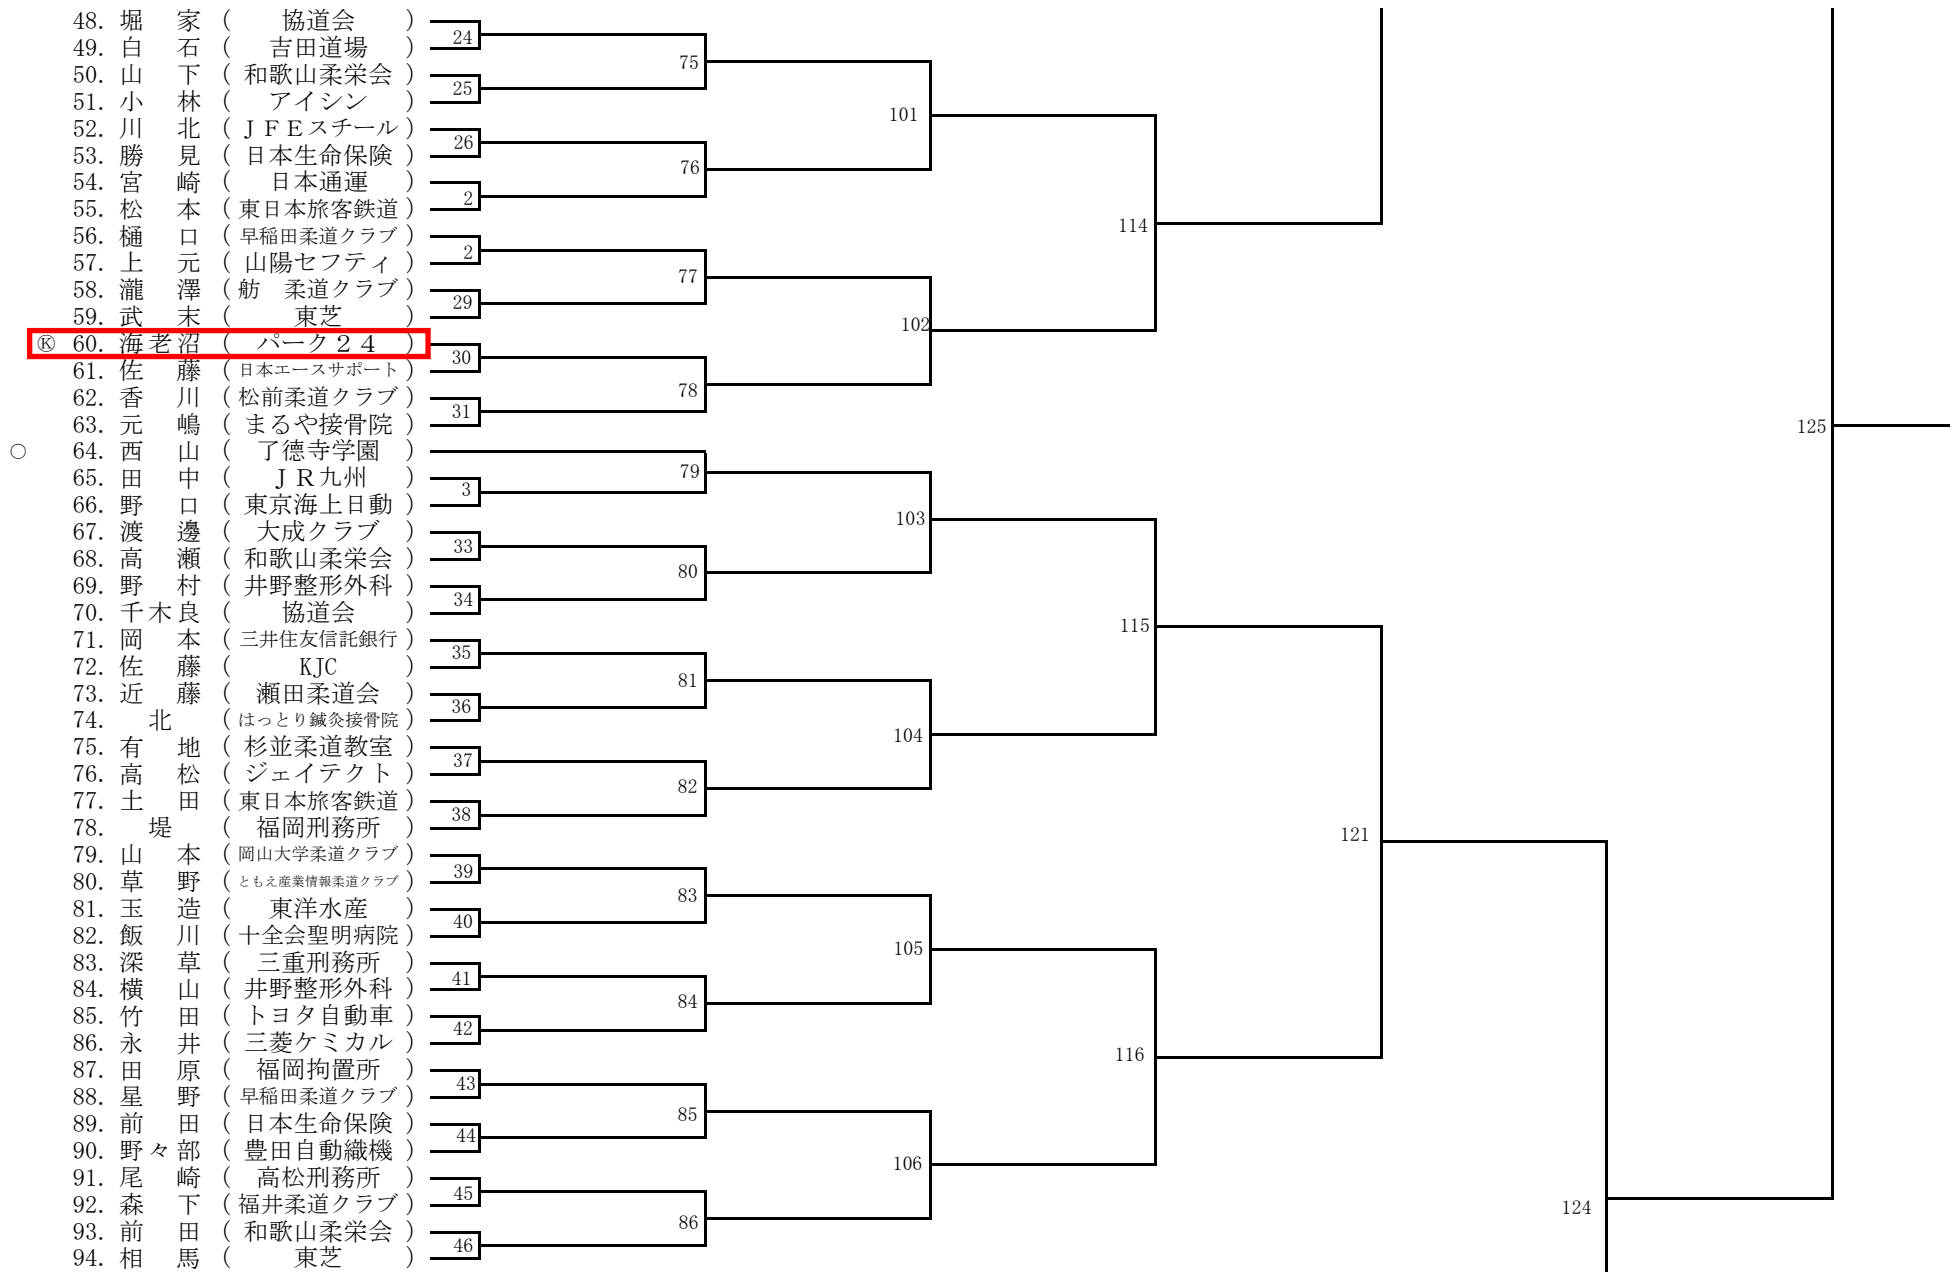 48. 堀　家 ( 協道会 )
49. 白　石 ( 吉田道場 )
50. 山　下 ( 和歌山柔栄会 )
51. 小　林 ( アイシン )
52. 川　北 ( ＪＦＥスチール )
53. 勝　見 ( 日本生命保険 )
54. 宮　崎 ( 日本通運 )
55. 松　本 ( 東日本旅客鉄道 )
56. 樋　口 ( 早稲田柔道クラブ )
57. 上　元 ( 山陽セフティ )
58. 瀧　澤 ( 舫　柔道クラブ )
59. 武　末 ( 東芝 )
Ⓚ 60. 海老沼 ( パーク２４ )
61. 佐　藤 ( 日本エースサポート )
62. 香　川 ( 松前柔道クラブ )
63. 元　嶋 ( まるや接骨院 )
○ 64. 西　山 ( 了德寺学園 )
65. 田　中 ( ＪＲ九州 )
66. 野　口 ( 東京海上日動 )
67. 渡　邊 ( 大成クラブ )
68. 高　瀬 ( 和歌山柔栄会 )
69. 野　村 ( 井野整形外科 )
70. 千木良 ( 協道会 )
71. 岡　本 ( 三井住友信託銀行 )
72. 佐　藤 ( KJC )
73. 近　藤 ( 瀬田柔道会 )
74. 北 ( はっとり鍼灸接骨院 )
75. 有　地 ( 杉並柔道教室 )
76. 高　松 ( ジェイテクト )
77. 土　田 ( 東日本旅客鉄道 )
78. 堤 ( 福岡刑務所 )
79. 山　本 ( 岡山大学柔道クラブ )
80. 草　野 ( ともえ産業情報柔道クラブ )
81. 玉　造 ( 東洋水産 )
82. 飯　川 ( 十全会聖明病院 )
83. 深　草 ( 三重刑務所 )
84. 横　山 ( 井野整形外科 )
85. 竹　田 ( トヨタ自動車 )
86. 永　井 ( 三菱ケミカル )
87. 田　原 ( 福岡拘置所 )
88. 星　野 ( 早稲田柔道クラブ )
89. 前　田 ( 日本生命保険 )
90. 野々部 ( 豊田自動織機 )
91. 尾　崎 ( 高松刑務所 )
92. 森　下 ( 福井柔道クラブ )
93. 前　田 ( 和歌山柔栄会 )
94. 相　馬 ( 東芝 )
24
25
26
2
2
29
30
31
3
33
34
35
36
37
38
39
40
41
42
43
44
45
46
75
76
77
78
79
80
81
82
83
84
85
86
101
102
103
104
105
106
114
115
116
121
124
125